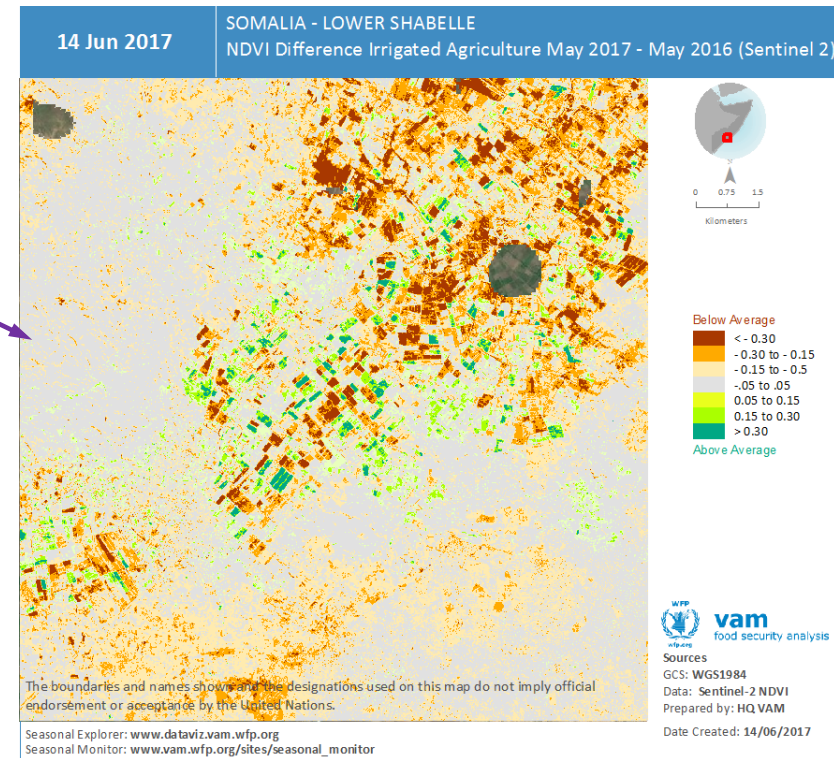 14 Jun 2017
SOMALIA - LOWER SHABELLE
NDVI Difference Irrigated Agriculture May 2017 - May 2016 (Sentinel 2)
0 0.75 1.5
Kilometers
Below Average
< - 0.30
- 0.30 to - 0.15
- 0.15 to - 0.5
-.05 to .05
0.05 to 0.15
0.15 to 0.30
> 0.30
Above Average
WFP
wfp.org
vam
food security analysis
Sources
GCS: WGS1984
Data: Sentinel-2 NDVI
Prepared by: HQ VAM
Date Created: 14/06/2017
The boundaries and names shown and the designations used on this map do not imply official
endorsement or acceptance by the United Nations.
Seasonal Explorer: www.dataviz.vam.wfp.org
Seasonal Monitor: www.vam.wfp.org/sites/seasonal_monitor